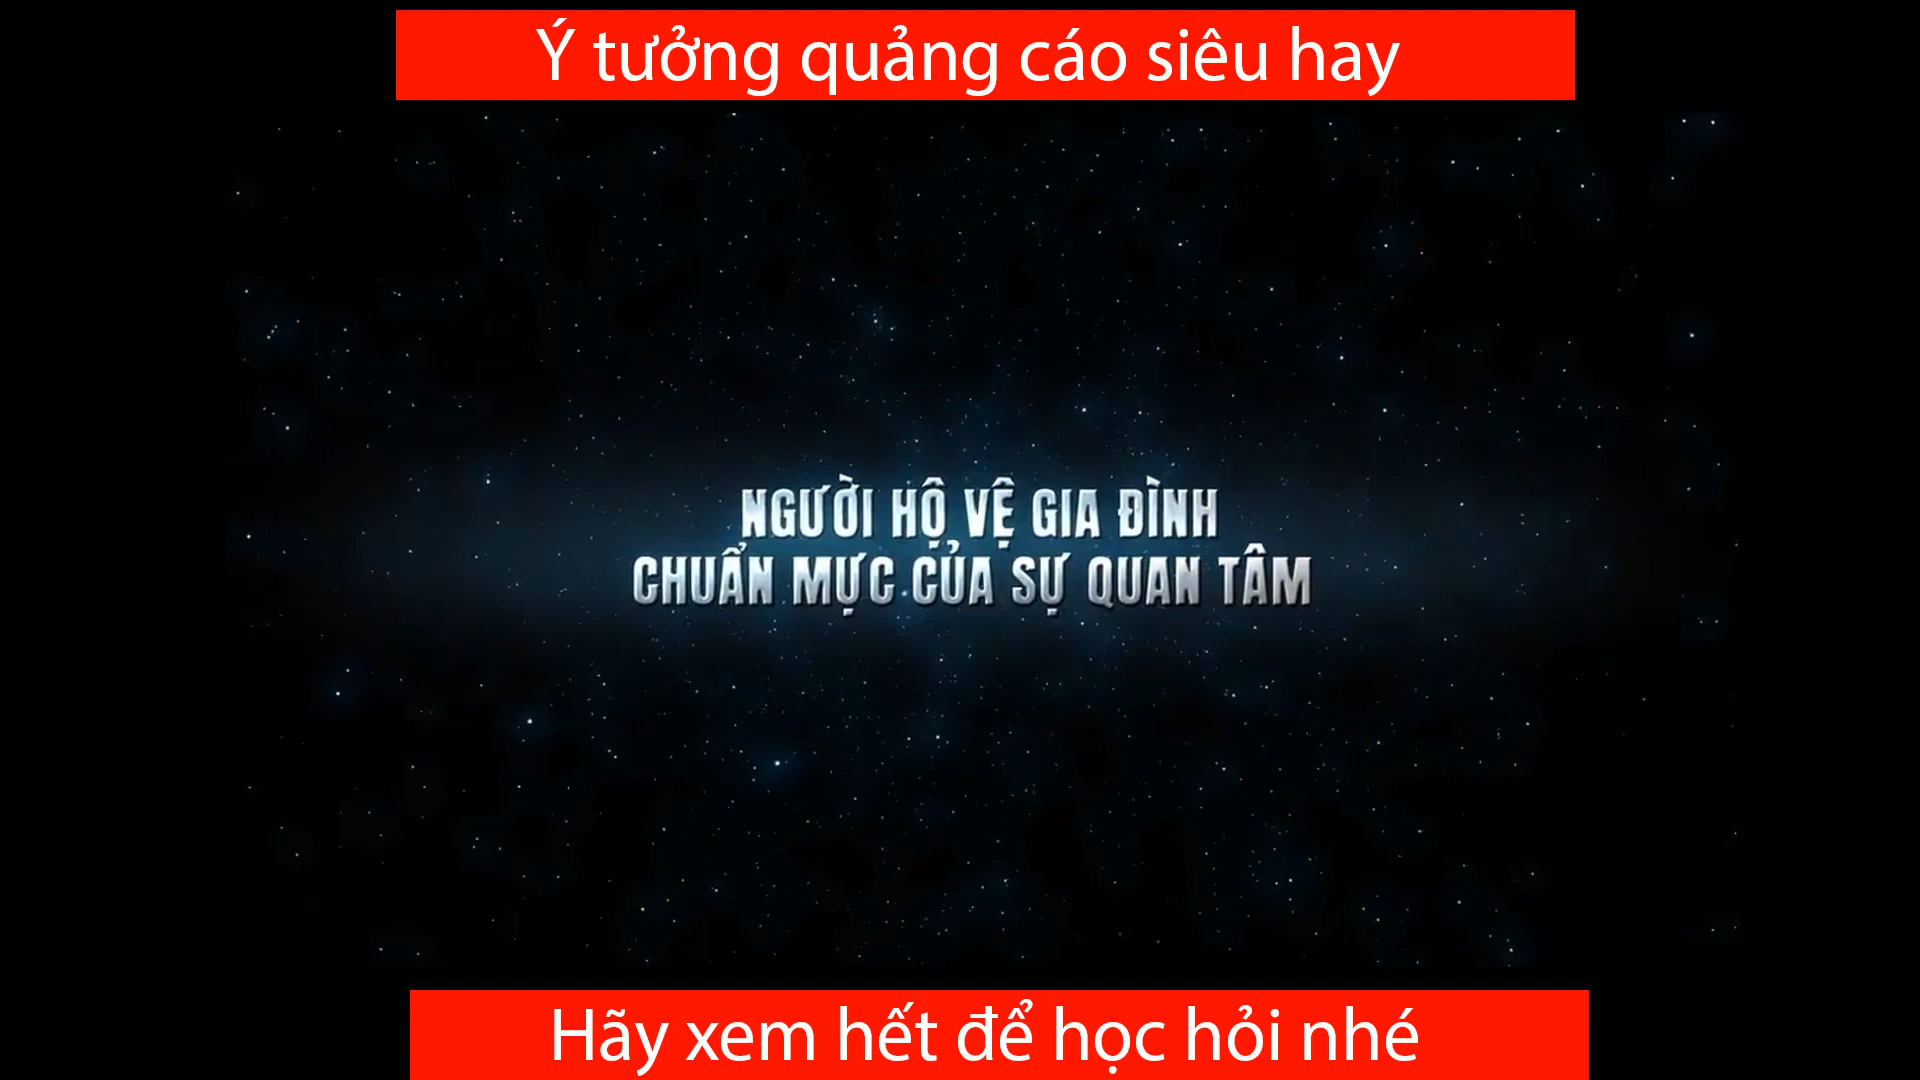 Ý tưởng quảng cáo siêu hay
NGƯỜI HỘ VỆ GIA ĐÌNH
CHUẨN MỰC CỦA SỰ QUAN TÂM
Hãy xem hết để học hỏi nhé